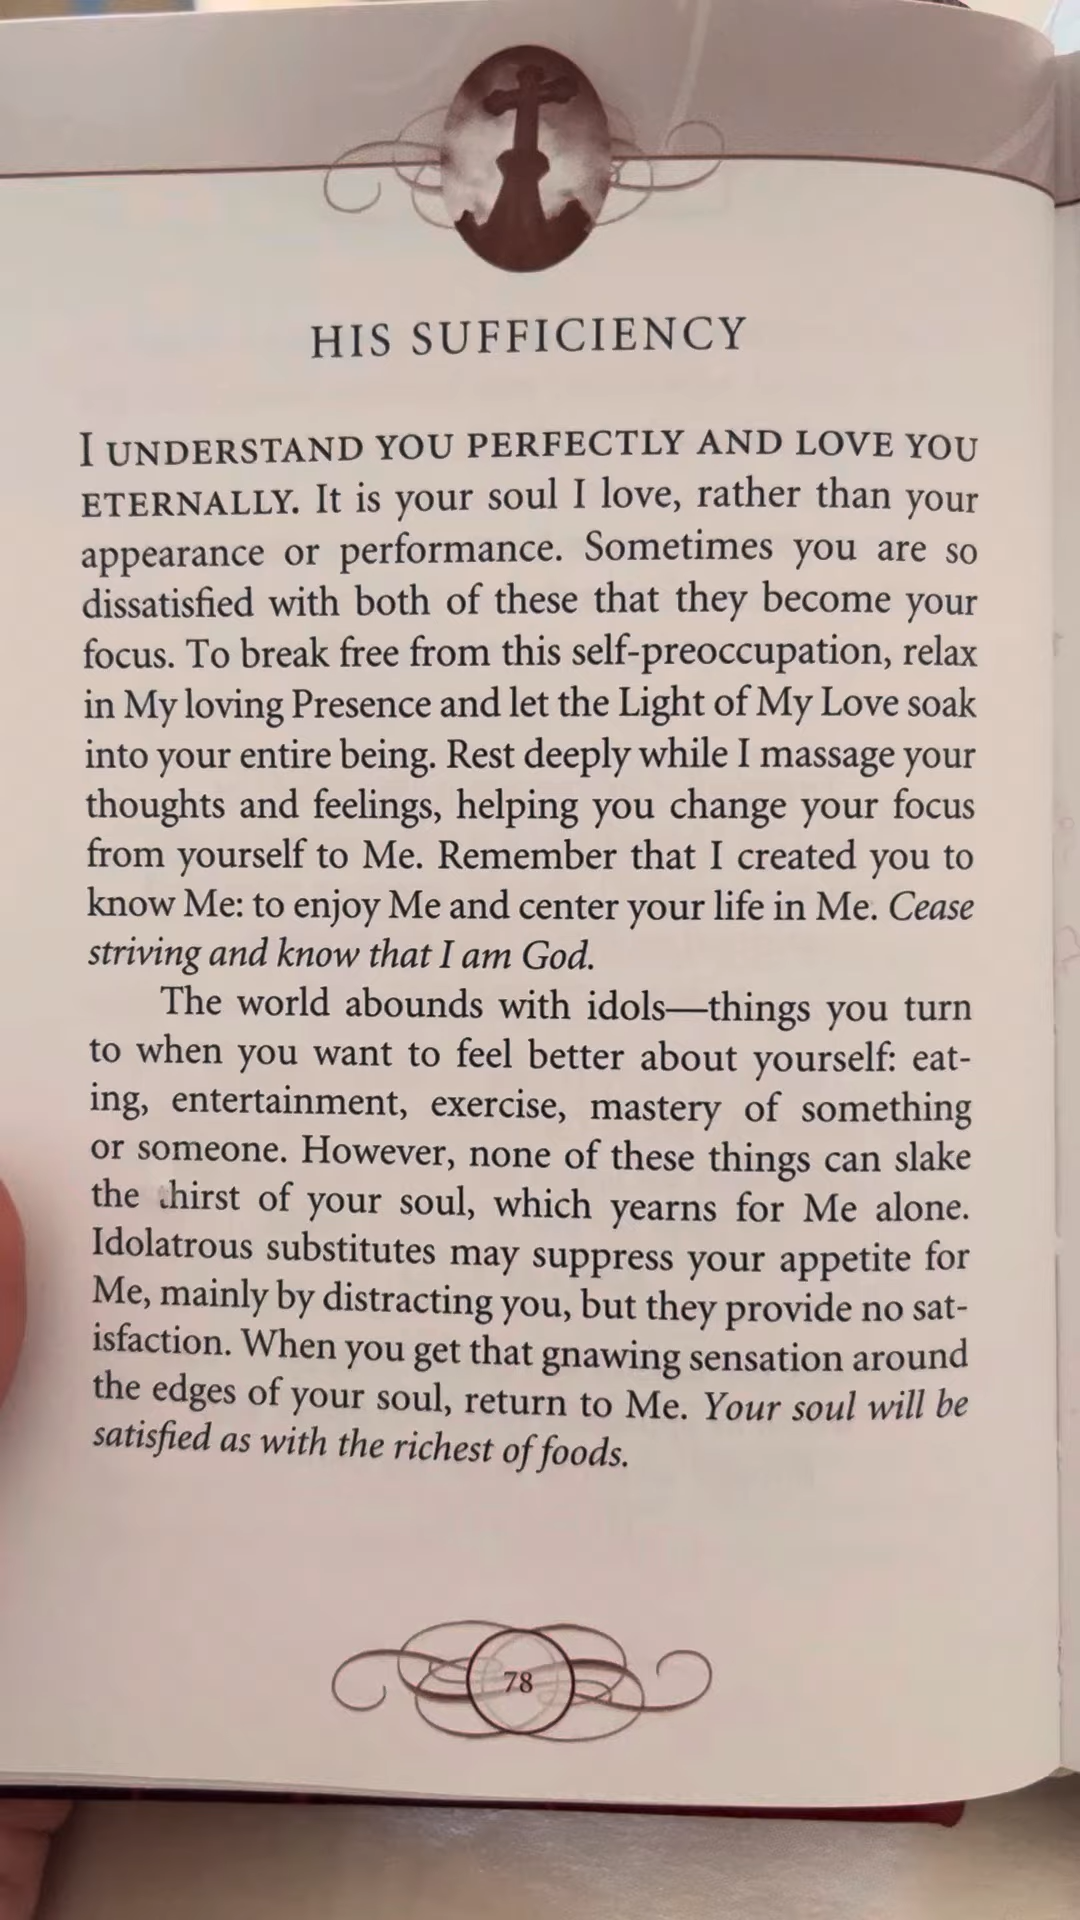 HIS SUFFICIENCY
I UNDERSTAND YOU PERFECTLY AND LOVE YOU
ETERNALLY. It is your soul I love, rather than your
appearance or performance. Sometimes you are so
dissatisfied with both of these that they become your
focus. To break free from this self-preoccupation, relax
in My loving Presence and let the Light of My Love soak
into your entire being. Rest deeply while I massage your
thoughts and feelings, helping you change your focus
from yourself to Me. Remember that I created you to
know Me: to enjoy Me and center your life in Me. Cease
striving and know that I am God.
The world abounds with idols—things you turn
to when you want to feel better about yourself: eat-
ing, entertainment, exercise, mastery of something
or someone. However, none of these things can slake
the thirst of your soul, which yearns for Me alone.
Idolatrous substitutes may suppress your appetite for
Me, mainly by distracting you, but they provide no sat-
isfaction. When you get that gnawing sensation around
the edges of your soul, return to Me. Your soul will be
satisfied as with the richest of foods.
78